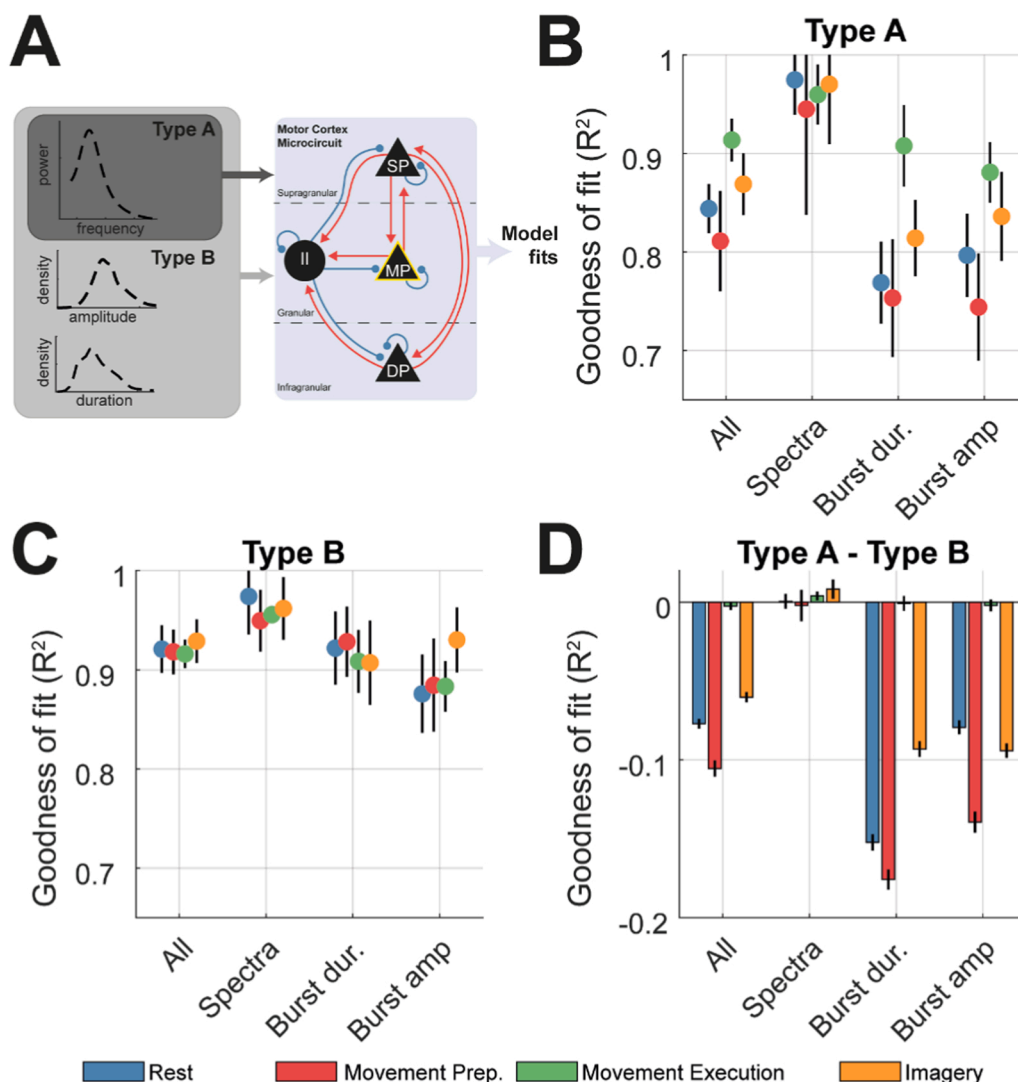 A
Type A
power
frequency
Type B
density
amplitude
density
duration
Motor Cortex
Microcircuit
SP
Supragranular
II
MP
Granular
DP
Infragranular
Model
fits
B
Type A
Goodness of fit (R²)
1
0.9
0.8
0.7
All
Spectra
Burst dur.
Burst amp
C
Type B
Goodness of fit (R²)
1
0.9
0.8
0.7
All
Spectra
Burst dur.
Burst amp
D
Type A - Type B
Goodness of fit (R²)
0
-0.1
-0.2
All
Spectra
Burst dur.
Burst amp
Rest
Movement Prep.
Movement Execution
Imagery